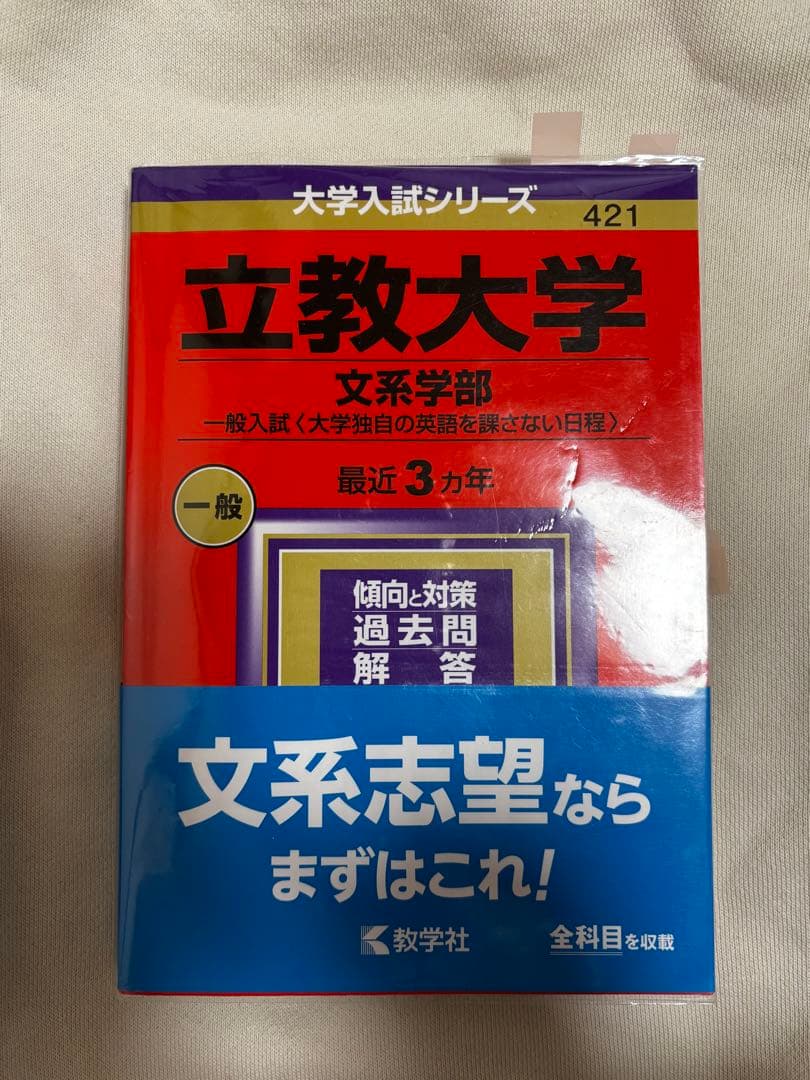 大学入試シリーズ
421
立教大学
文系学部
一般入試〈大学独自の英語を課さない日程〉
最近3カ年
一般
傾向と対策
過去問
解答
文系志望なら
まずはこれ!
教学社
全科目を収載